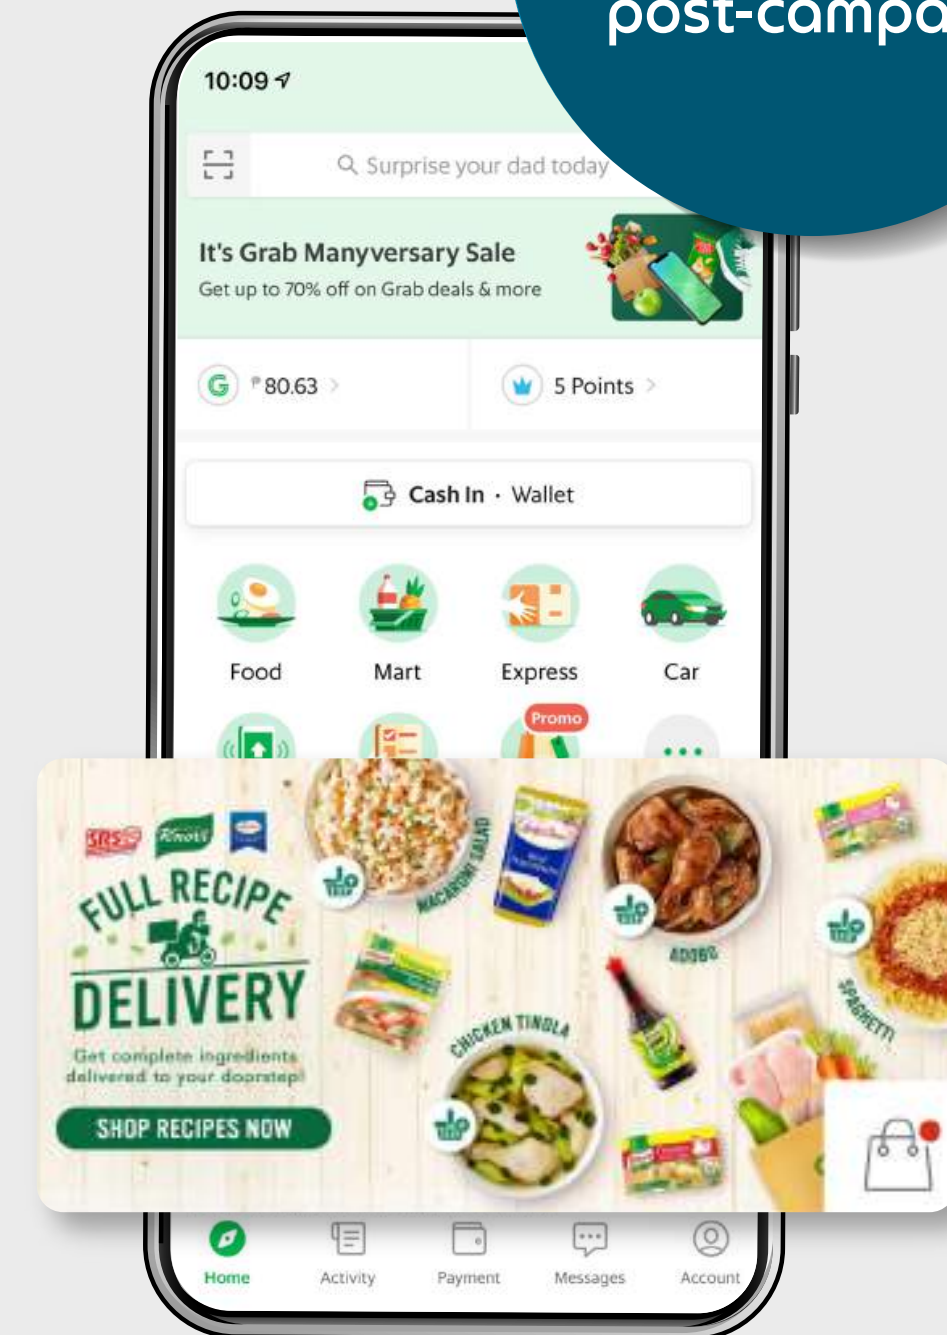 post-campa
10:09
Surprise your dad today
It's Grab Manyversary Sale
Get up to 70% off on Grab deals & more
G
₱80.63
5 Points
Cash In · Wallet
Food
Mart
Express
Car
Promo
Knorr
FULL RECIPE
DELIVERY
Get complete ingredients
delivered to your doorstep!
SHOP RECIPES NOW
MACARONI SALAD
ADOBO
CHICKEN TINOLA
SPAGHETTI
Home
Activity
Payment
Messages
Account